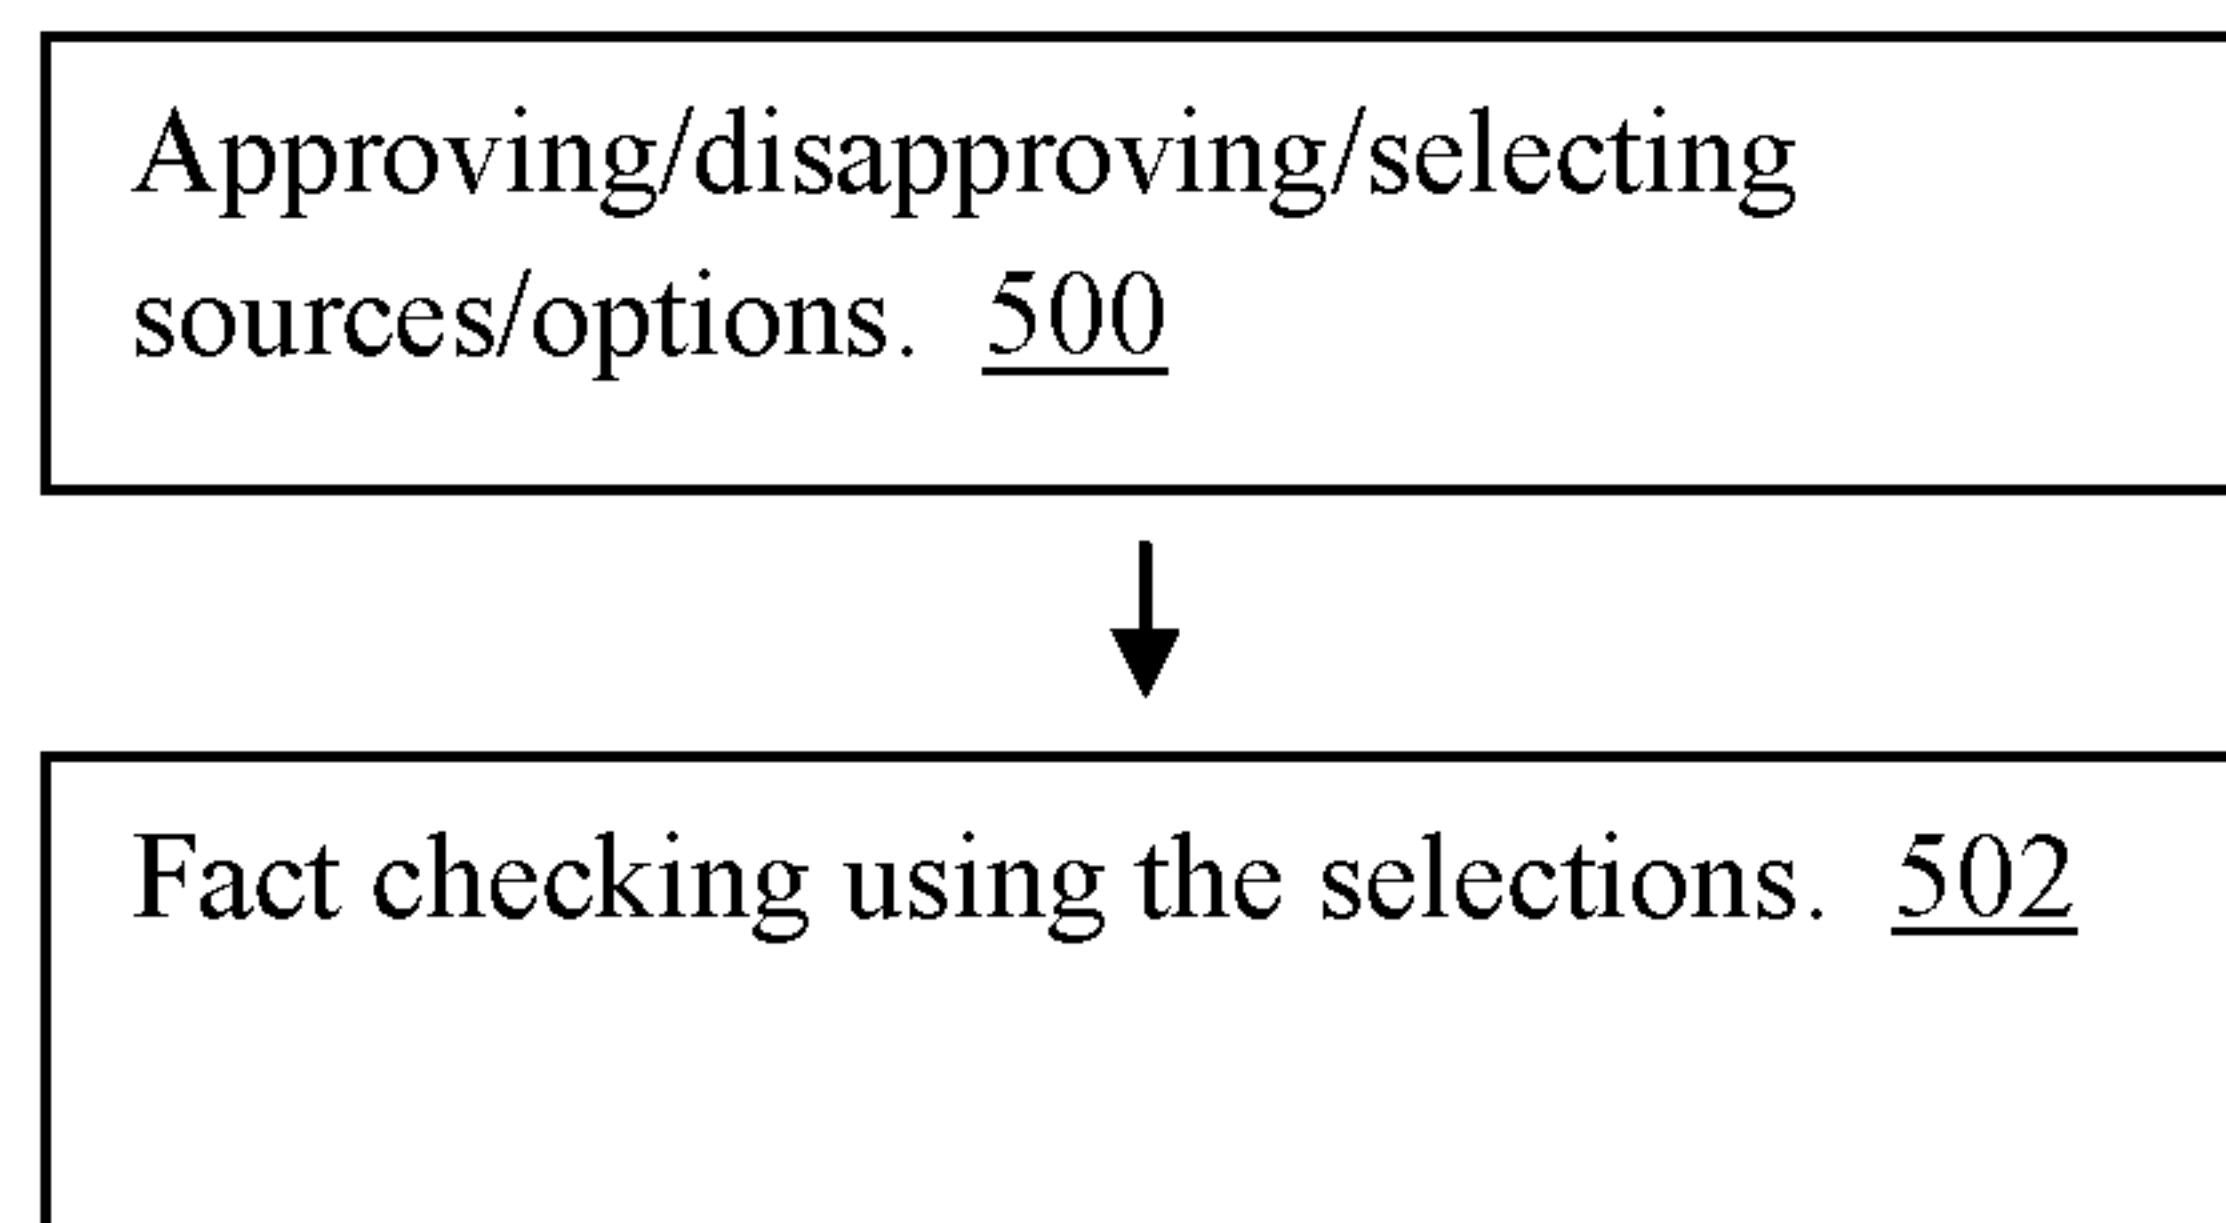 Approving/disapproving/selecting
sources/options. 500
Fact checking using the selections. 502